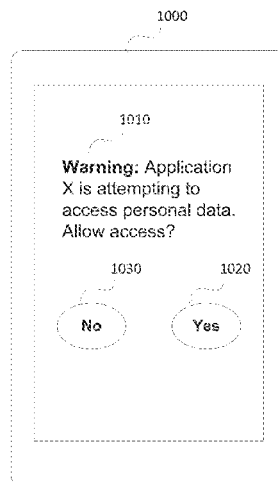 1000
1010
Warning: Application
X is attempting to
access personal data.
Allow access?
1030 1020
No Yes